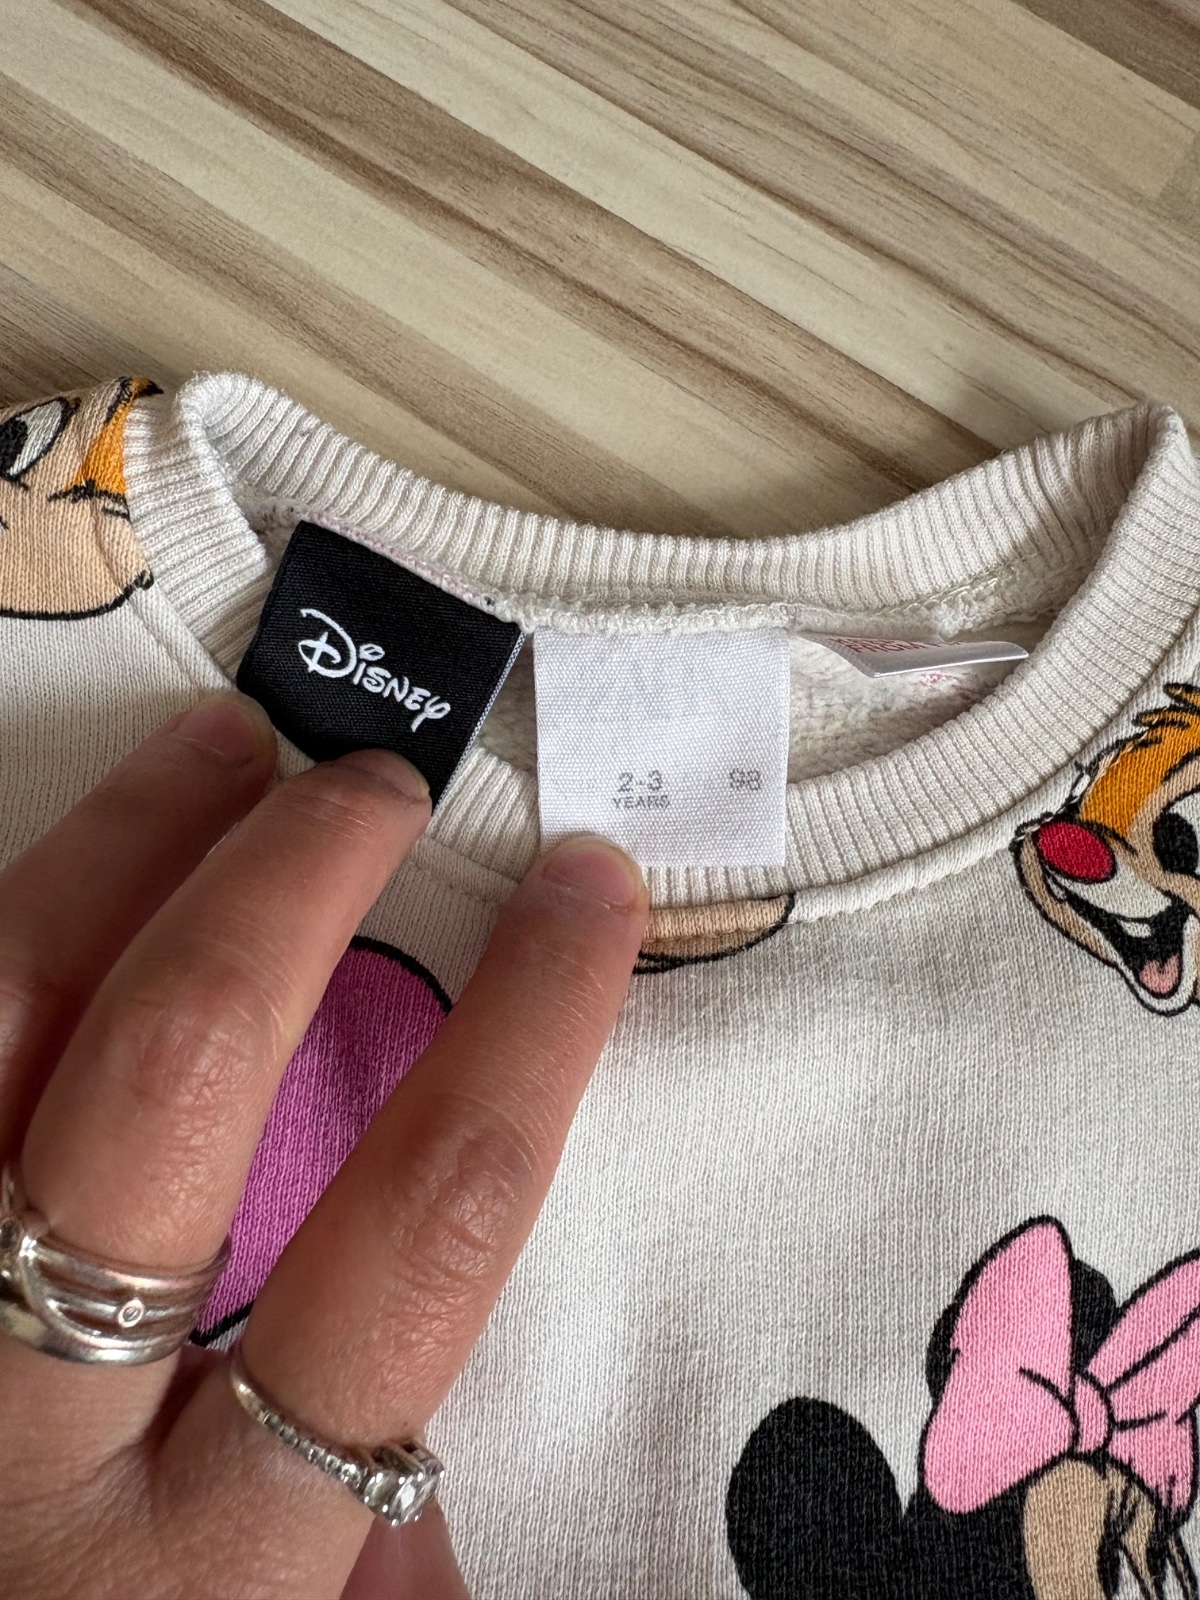 Disney
2-3 98
YEARS